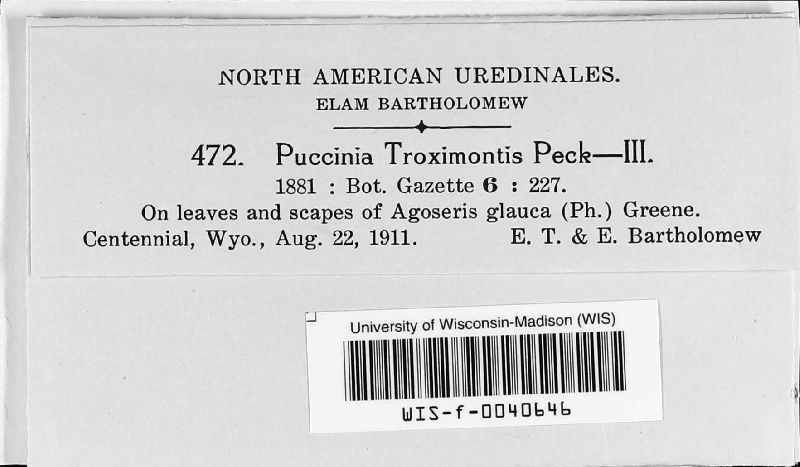 NORTH AMERICAN UREDINALES.
ELAM BARTHOLOMEW
472. Puccinia Troximontis Peck—III.
1881 : Bot. Gazette 6 : 227.
On leaves and scapes of Agoseris glauca (Ph.) Greene.
Centennial, Wyo., Aug. 22, 1911. E. T. & E. Bartholomew
University of Wisconsin-Madison (WIS)
WIS-f-0040646